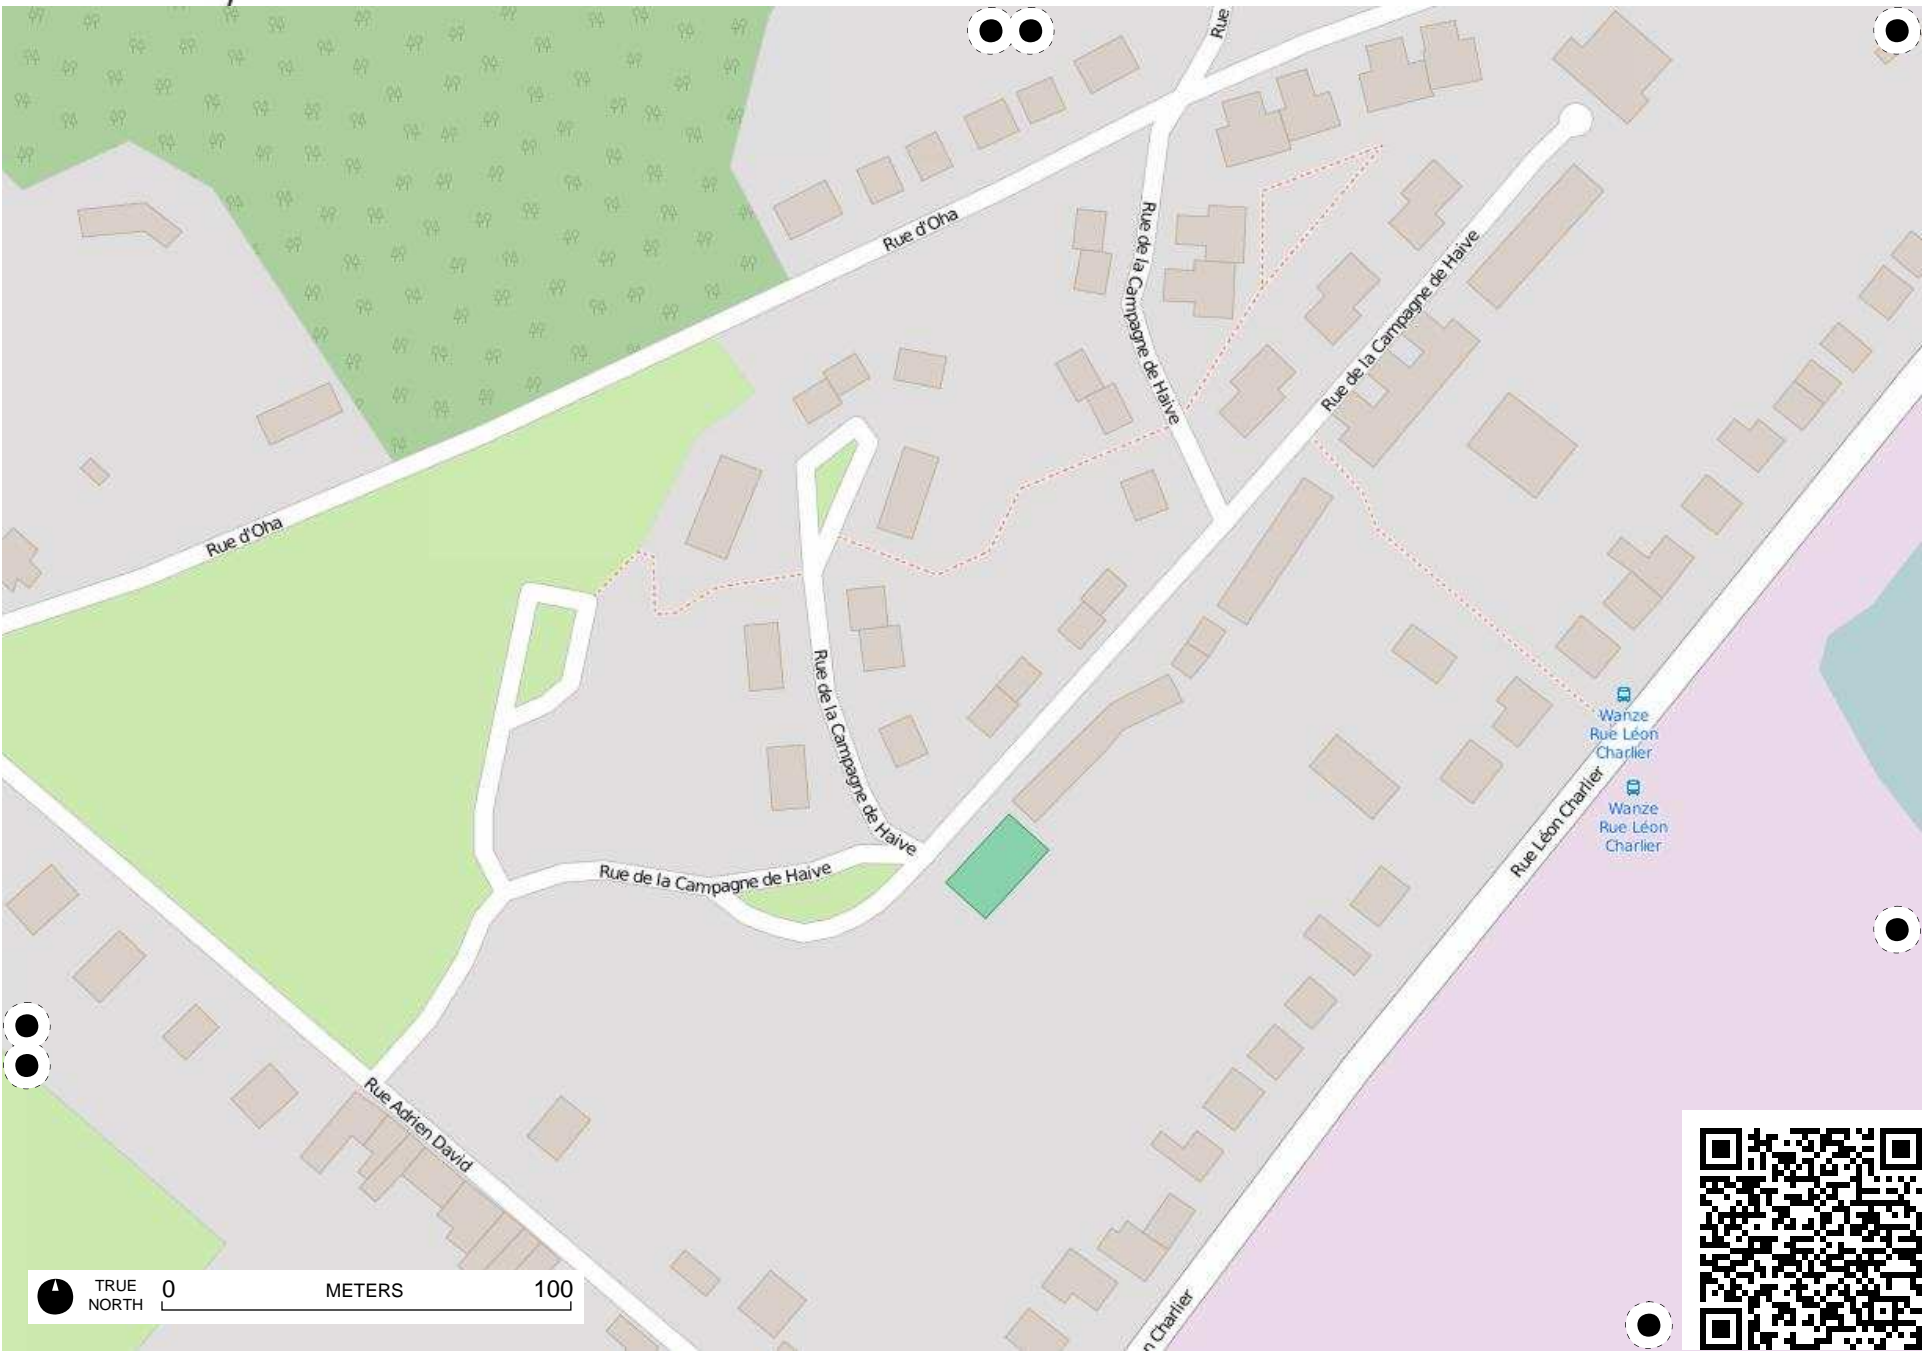 Rue
Rue d'Oha
Rue de la Campagne de Haive
Rue de la Campagne de Haive
Rue d'Oha
Rue de la Campagne de Haive
Wanze
Rue Léon
Charlier
Wanze
Rue Léon
Charlier
Rue Léon Charlier
Rue de la Campagne de Haive
Rue Adrien David
n Charlier
TRUE
NORTH
0 METERS 100